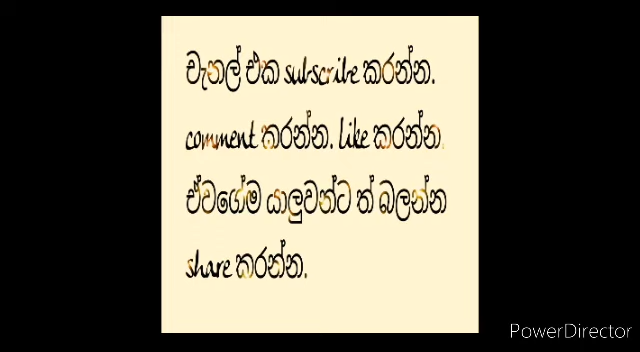 චැනල් එක subscribe කරන්න.
comment කරන්න. like කරන්න.
ඒවගේම යාලුවන්ට ත් බලන්න
share කරන්න.
PowerDirector